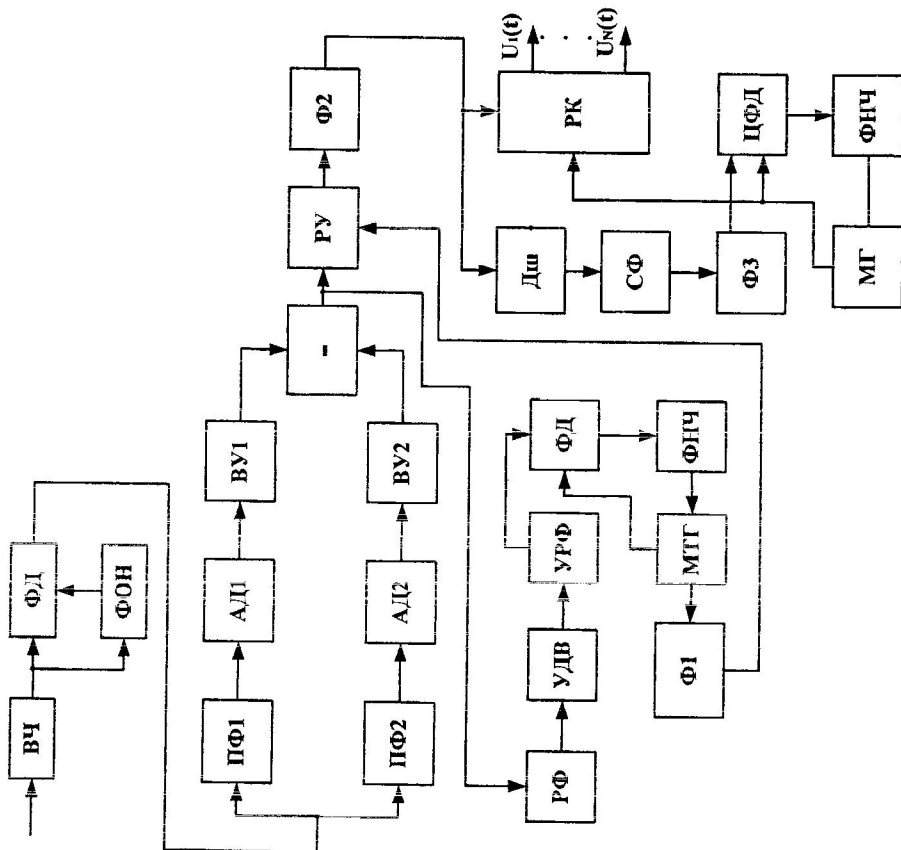 ВЧ
ФД
ФОН
ПФ1
АД1
ВУ1
-
РУ
Ф2
ПФ2
АД2
ВУ2
U₁(t)
. . .
U_N(t)
Дш
РК
РФ
УДВ
УРФ
ФД
СФ
Ф1
МТГ
ФНЧ
Ф3
ЦФД
МГ
ФНЧ